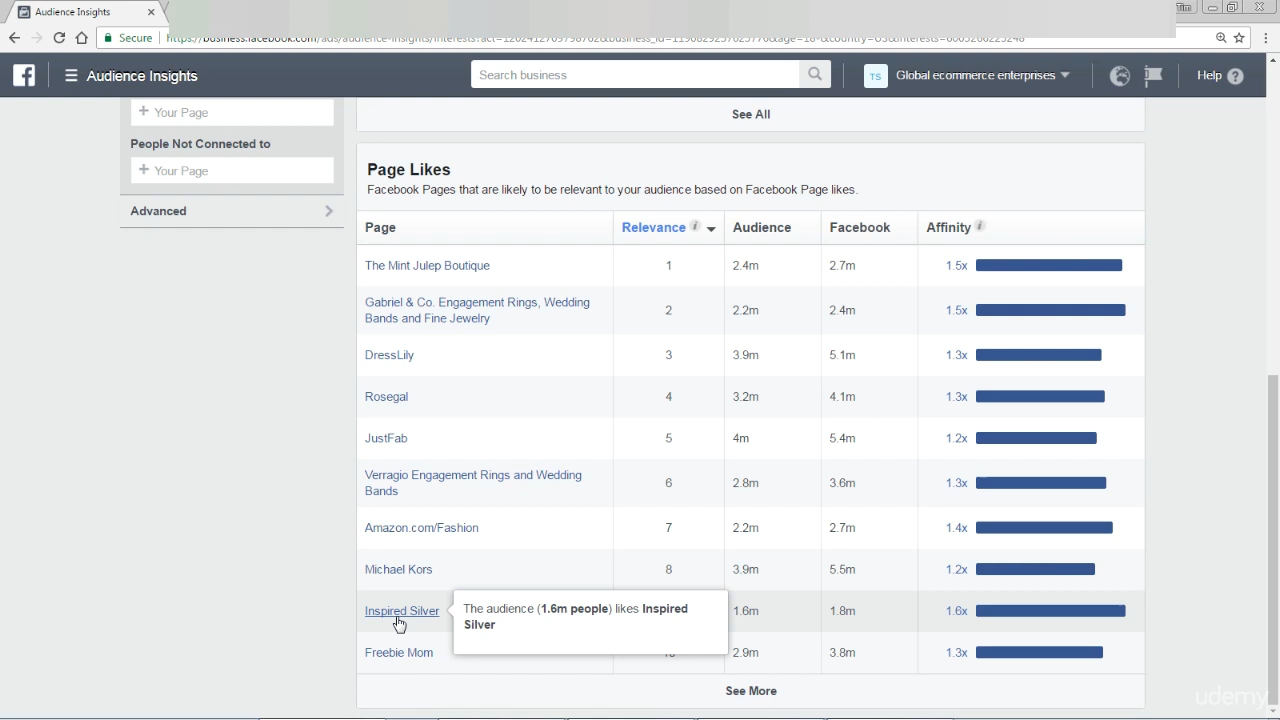 Audience Insights
Tim
Secure
Audience Insights
Search business
TS Global ecommerce enterprises
Help
+ Your Page
People Not Connected to
+ Your Page
Advanced
See All
Page Likes
Facebook Pages that are likely to be relevant to your audience based on Facebook Page likes.
Page Relevance Audience Facebook Affinity
The Mint Julep Boutique 1 2.4m 2.7m 1.5x
Gabriel & Co. Engagement Rings, Wedding
Bands and Fine Jewelry 2 2.2m 2.4m 1.5x
DressLily 3 3.9m 5.1m 1.3x
Rosegal 4 3.2m 4.1m 1.3x
JustFab 5 4m 5.4m 1.2x
Verragio Engagement Rings and Wedding
Bands 6 2.8m 3.6m 1.3x
Amazon.com/Fashion 7 2.2m 2.7m 1.4x
Michael Kors 8 3.9m 5.5m 1.2x
Inspired Silver 1.6m 1.8m 1.6x
The audience (1.6m people) likes Inspired
Silver
Freebie Mom 2.9m 3.8m 1.3x
See More
udemy